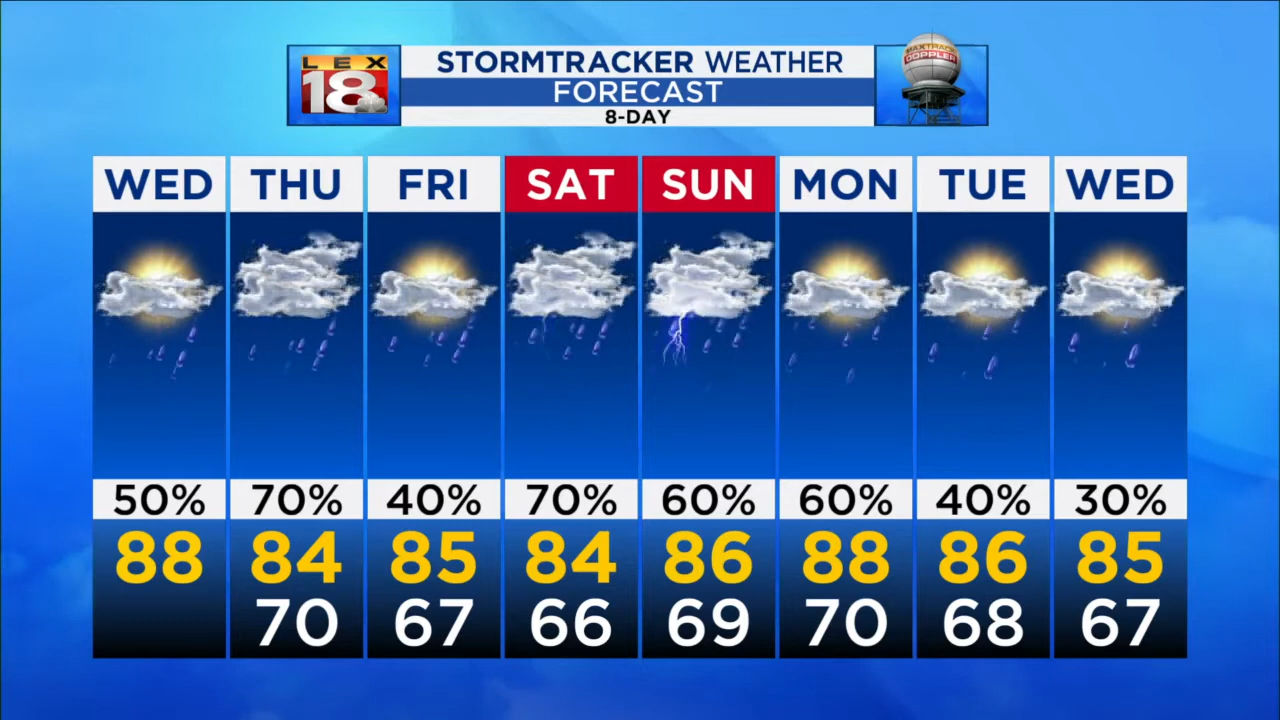 LEX
18
STORMTRACKER WEATHER
FORECAST
8-DAY
MAXTRACK
DOPPLER
WED THU FRI SAT SUN MON TUE WED
50% 70% 40% 70% 60% 60% 40% 30%
88 84 85 84 86 88 86 85
70 67 66 69 70 68 67